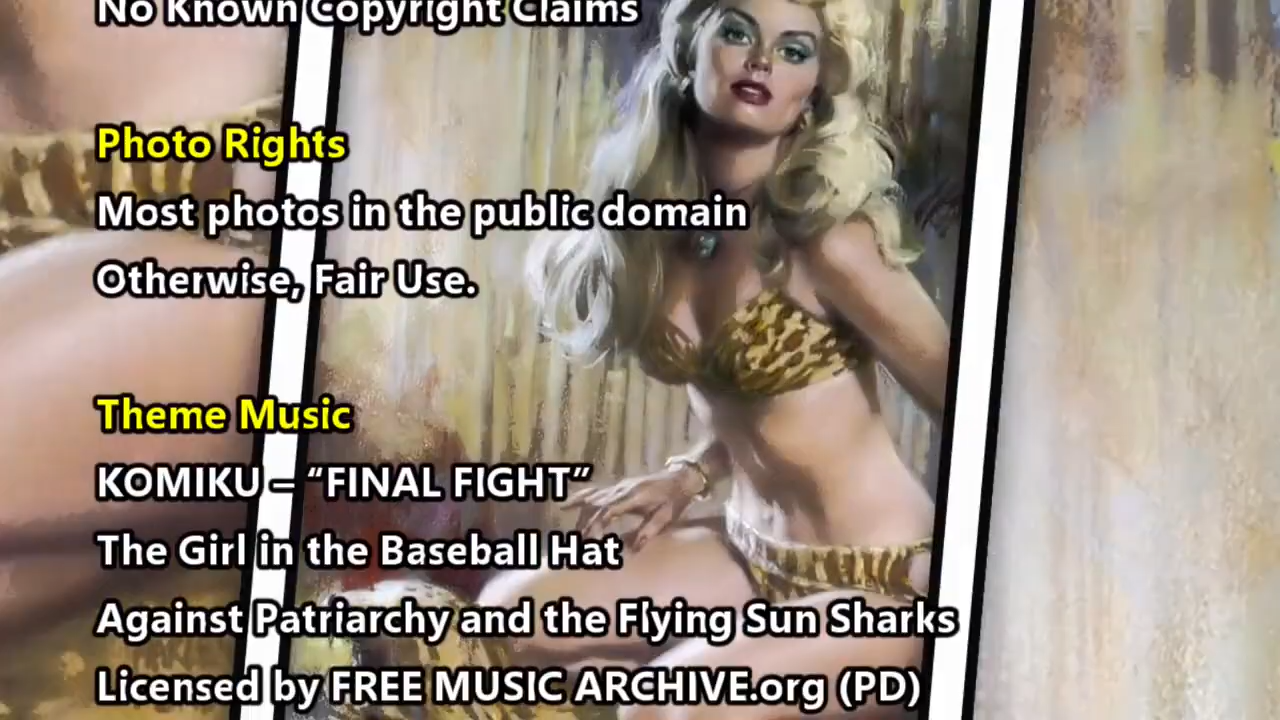 No Known Copyright Claims
Photo Rights
Most photos in the public domain
Otherwise, Fair Use.
Theme Music
KOMIKU – “FINAL FIGHT”
The Girl in the Baseball Hat
Against Patriarchy and the Flying Sun Sharks
Licensed by FREE MUSIC ARCHIVE.org (PD)